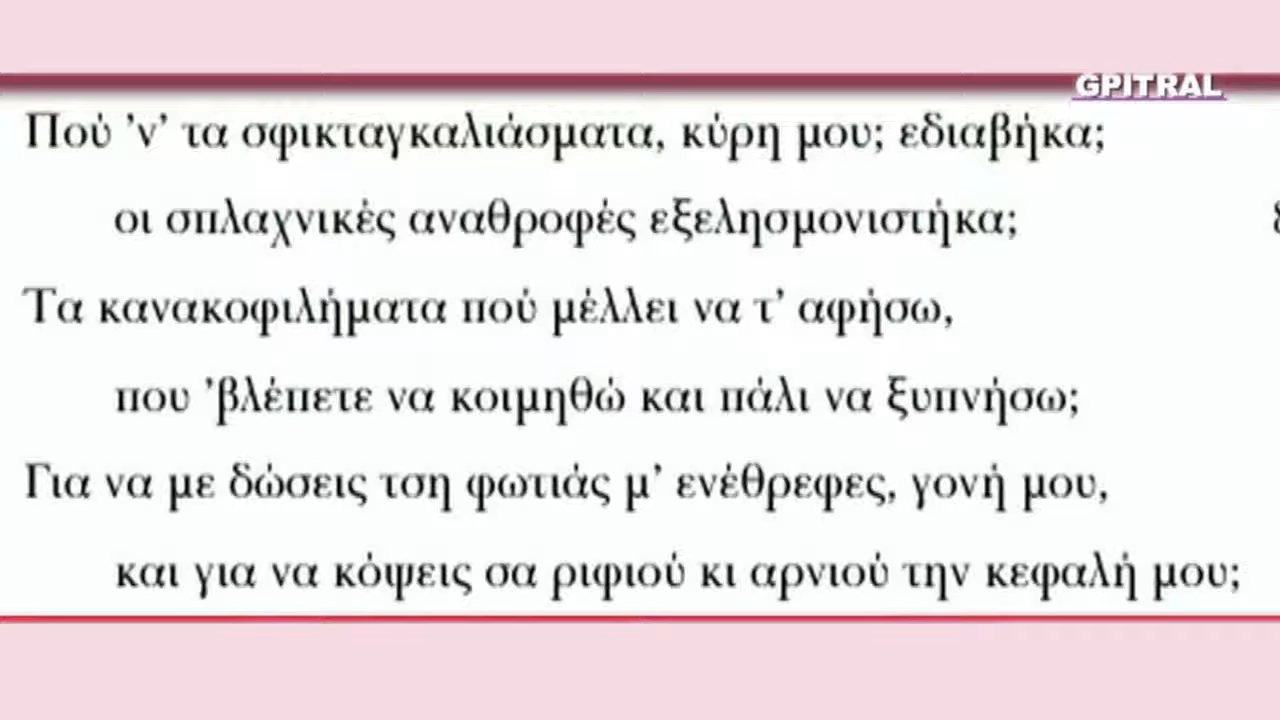 GPITRAL
Πού 'ν' τα σφικταγκαλιάσματα, κύρη μου; εδιαβήκα;
οι σπλαχνικές αναθροφές εξελησμονιστήκα;
Τα κανακοφιλήματα πού μέλλει να τ' αφήσω,
που 'βλέπετε να κοιμηθώ και πάλι να ξυπνήσω;
Για να με δώσεις τση φωτιάς μ' ενέθρεφες, γονή μου,
και για να κόψεις σα ριφιού κι αρνιού την κεφαλή μου;